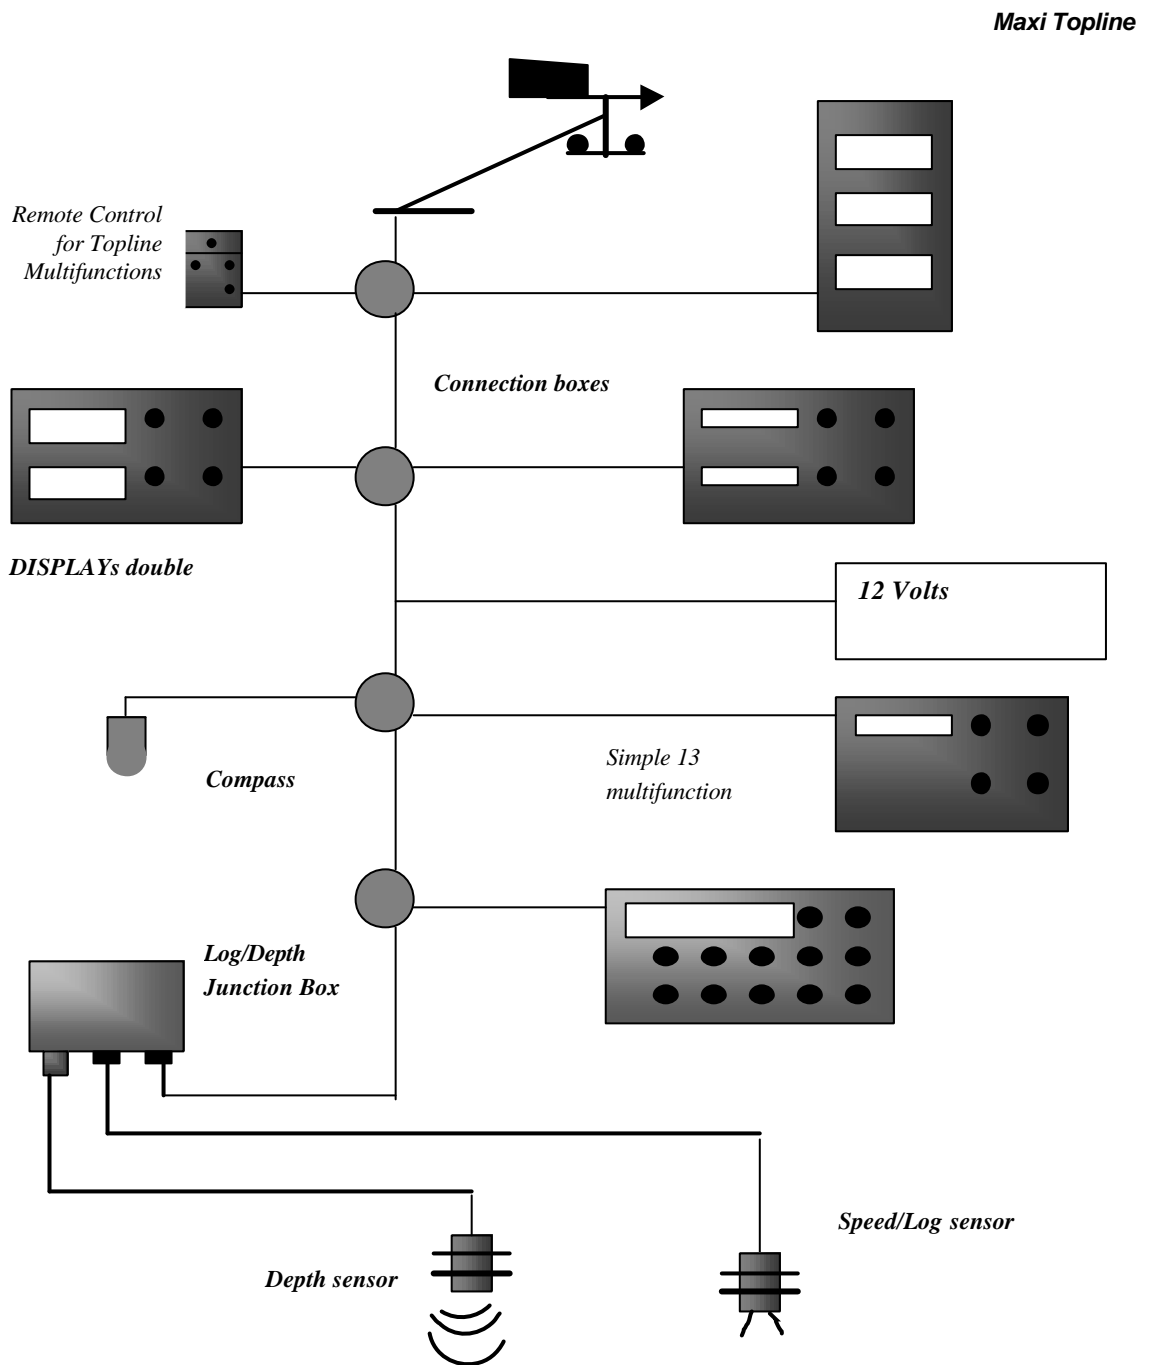 Maxi Topline
Remote Control
for Topline
Multifunctions
Connection boxes
DISPLAYs double
12 Volts
Simple 13
multifunction
Compass
Log/Depth
Junction Box
Speed/Log sensor
Depth sensor